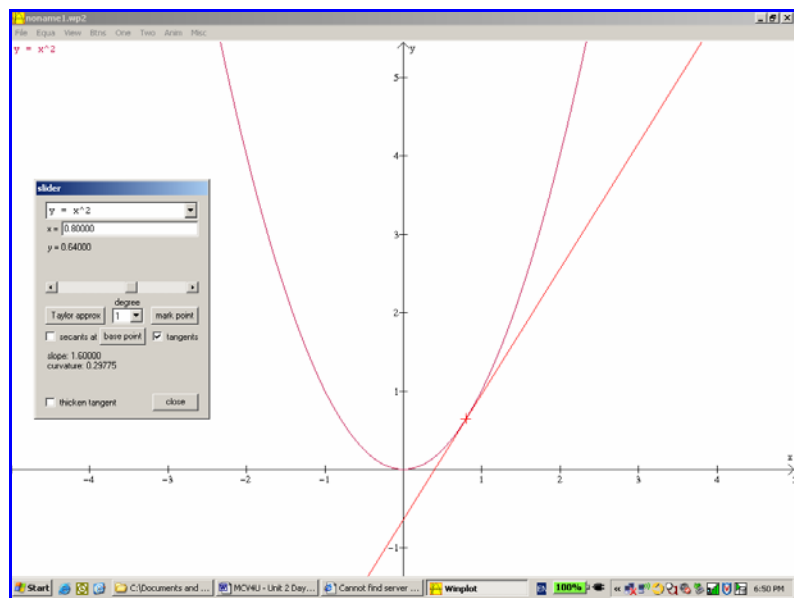 noname1.wp2
File Equa View Btns One Two Anim Misc
y = x^2
y
5
4
3
2
1
-4 -3 -2 -1 1 2 3 4
x
-1
slider
y = x^2
x = 0.80000
y = 0.64000
degree
Taylor approx 1 mark point
secants at base point tangents
slope: 1.60000
curvature: 0.29775
thicken tangent close
Start C:\Documents and ... MCV4U - Unit 2 Day... Cannot find server ... Winplot 100% « 6:50 PM